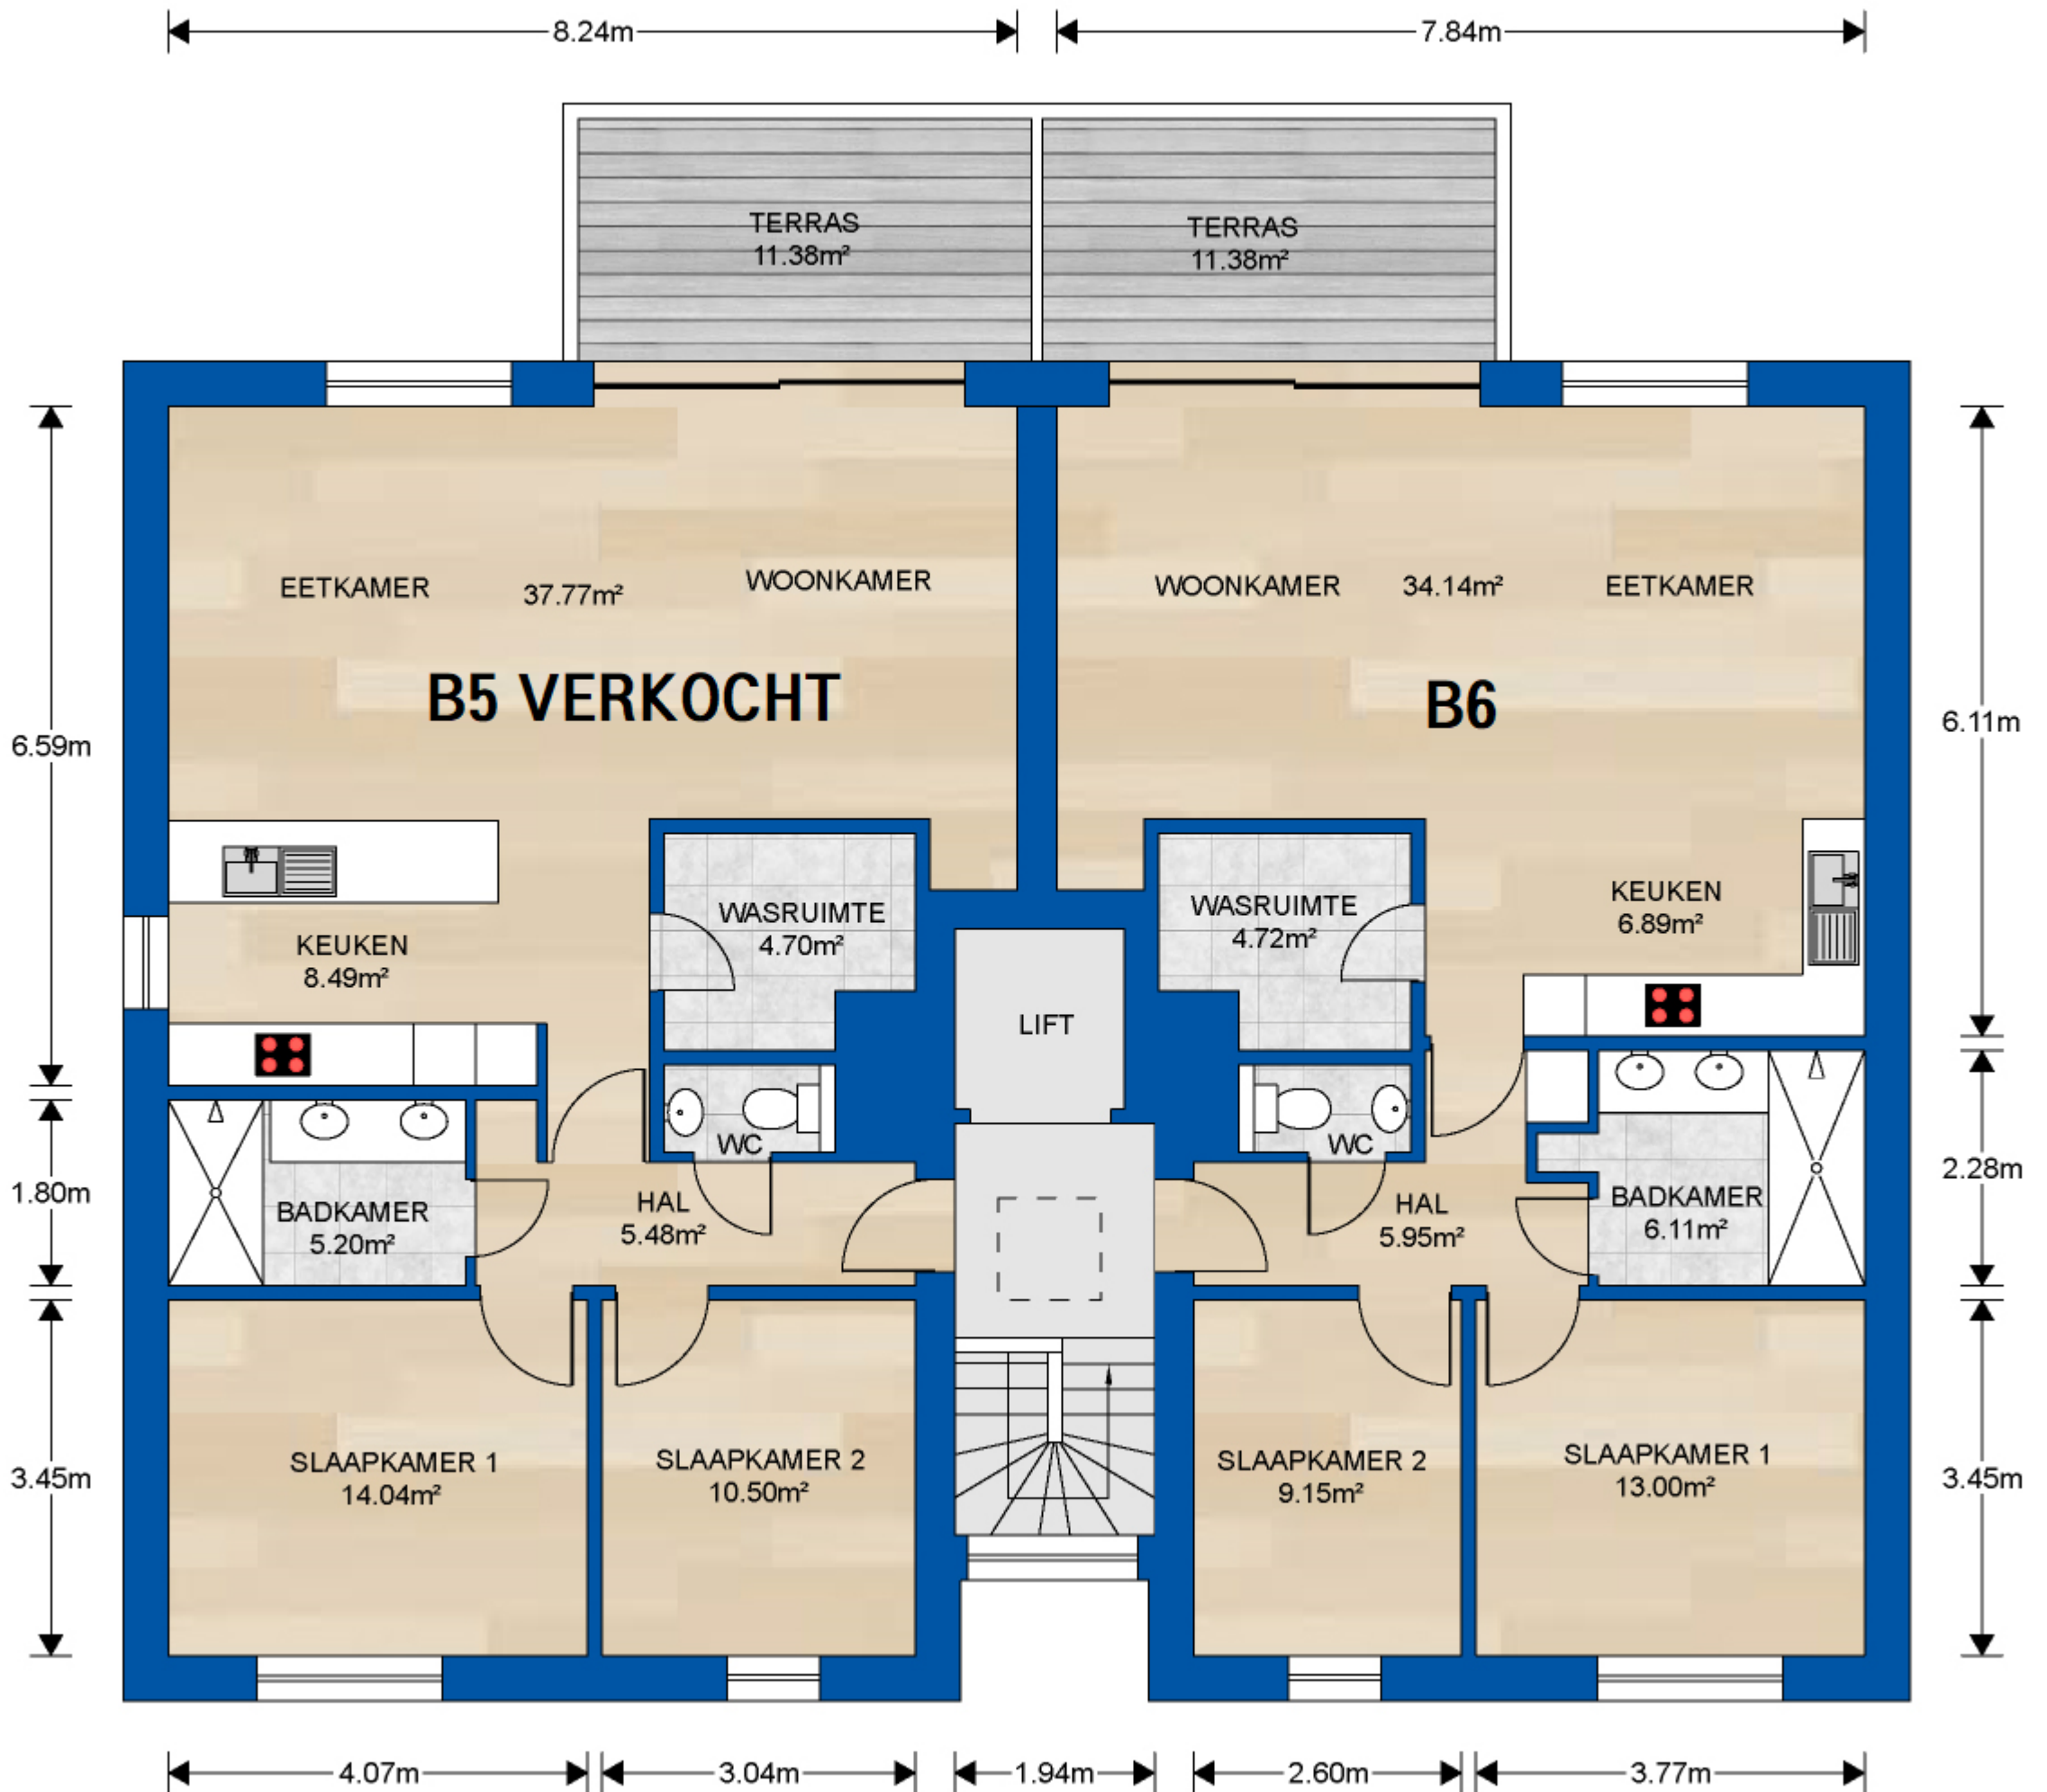 8.24m
7.84m
TERRAS
11.38m²
TERRAS
11.38m²
EETKAMER
37.77m²
WOONKAMER
WOONKAMER
34.14m²
EETKAMER
B5 VERKOCHT
B6
6.59m
6.11m
WASRUIMTE
4.70m²
WASRUIMTE
4.72m²
KEUKEN
6.89m²
KEUKEN
8.49m²
LIFT
WC
WC
1.80m
BADKAMER
5.20m²
HAL
5.48m²
HAL
5.95m²
BADKAMER
6.11m²
2.28m
3.45m
SLAAPKAMER 1
14.04m²
SLAAPKAMER 2
10.50m²
SLAAPKAMER 2
9.15m²
SLAAPKAMER 1
13.00m²
3.45m
4.07m
3.04m
1.94m
2.60m
3.77m